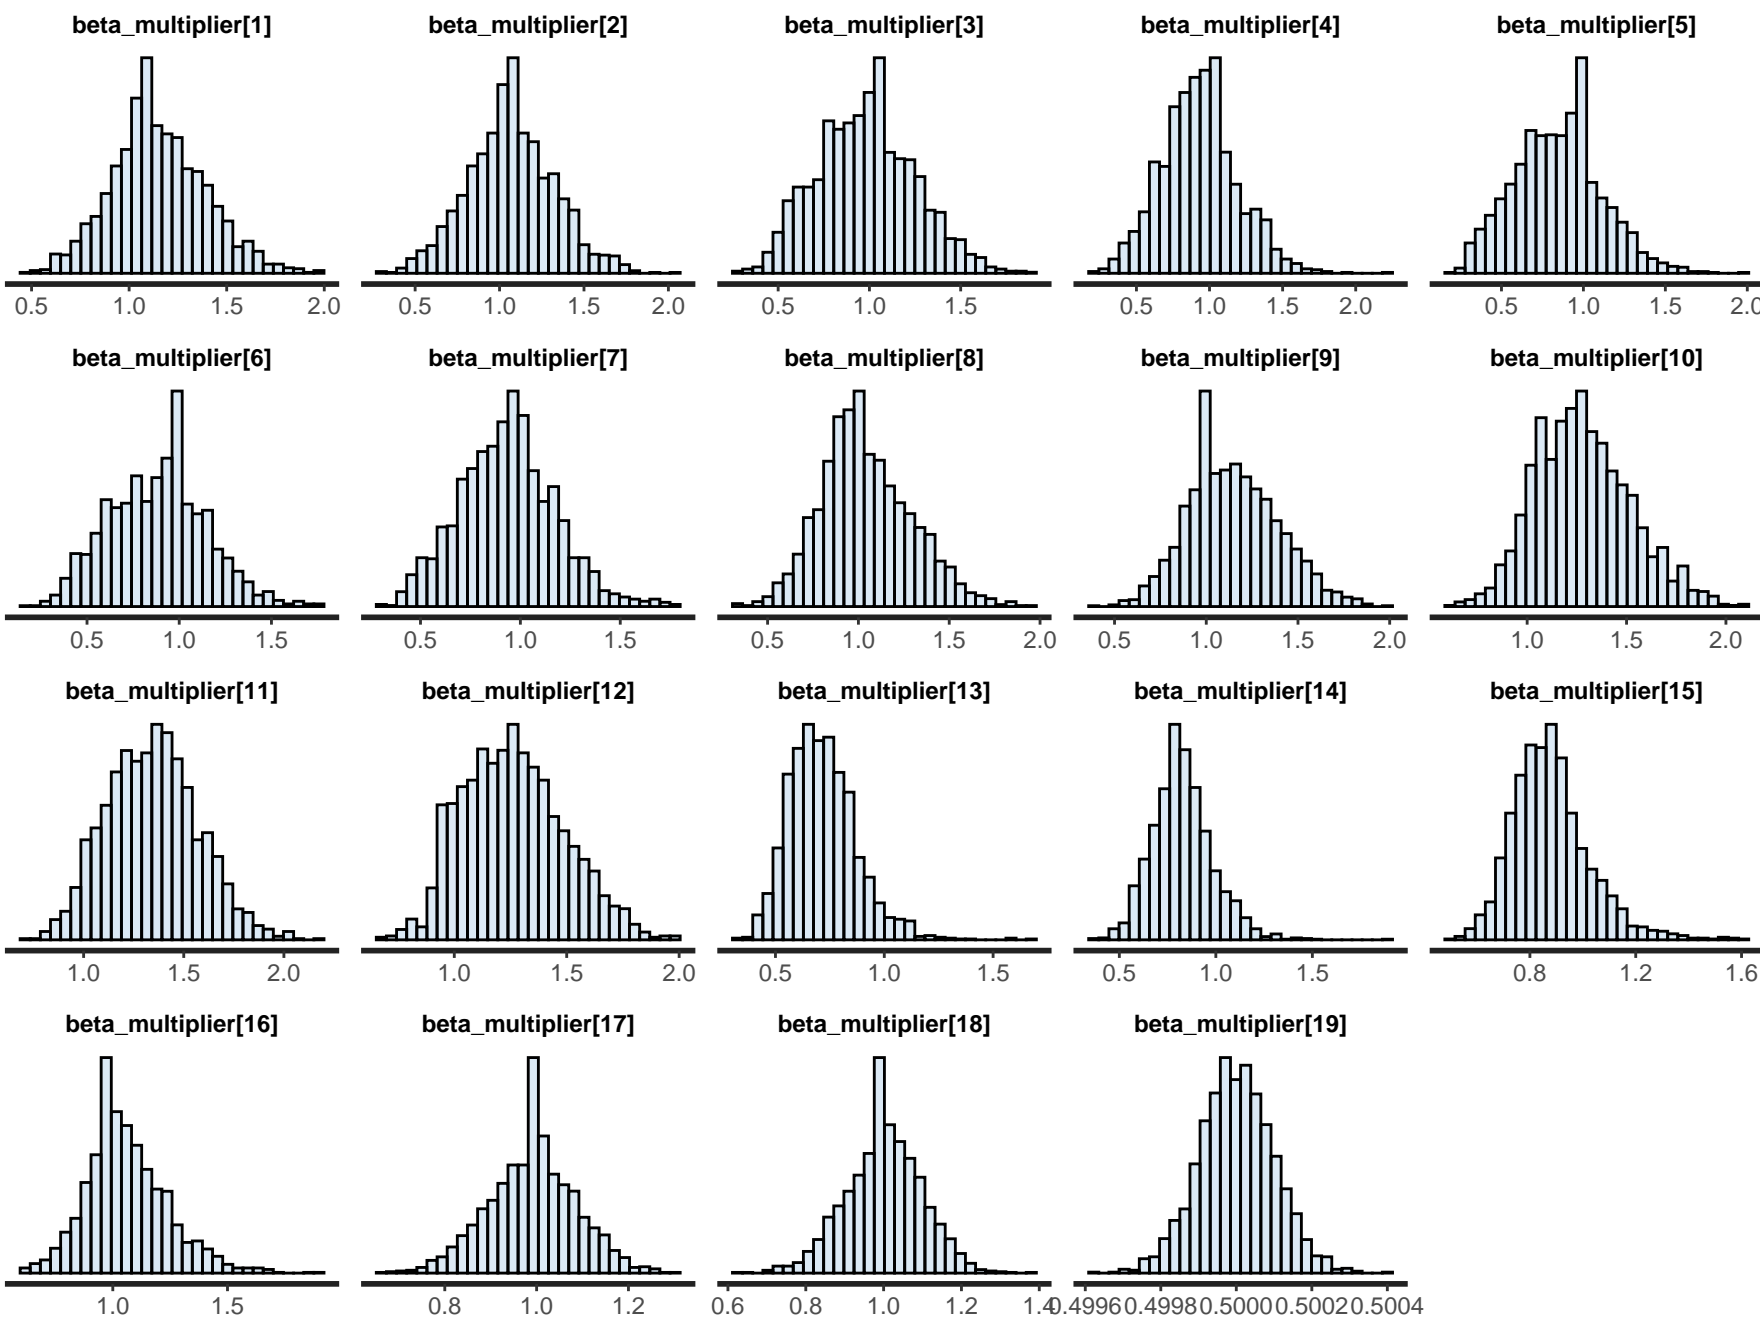 beta_multiplier[1] beta_multiplier[2] beta_multiplier[3] beta_multiplier[4] beta_multiplier[5]
0.5 1.0 1.5 2.0 0.5 1.0 1.5 2.0 0.5 1.0 1.5 0.5 1.0 1.5 2.0 0.5 1.0 1.5 2.0
beta_multiplier[6] beta_multiplier[7] beta_multiplier[8] beta_multiplier[9] beta_multiplier[10]
0.5 1.0 1.5 0.5 1.0 1.5 0.5 1.0 1.5 2.0 0.5 1.0 1.5 2.0 1.0 1.5 2.0
beta_multiplier[11] beta_multiplier[12] beta_multiplier[13] beta_multiplier[14] beta_multiplier[15]
1.0 1.5 2.0 1.0 1.5 2.0 0.5 1.0 1.5 0.5 1.0 1.5 0.8 1.2 1.6
beta_multiplier[16] beta_multiplier[17] beta_multiplier[18] beta_multiplier[19]
1.0 1.5 0.8 1.0 1.2 0.6 0.8 1.0 1.2 1.4 0.4996 0.4998 0.5000 0.5002 0.5004